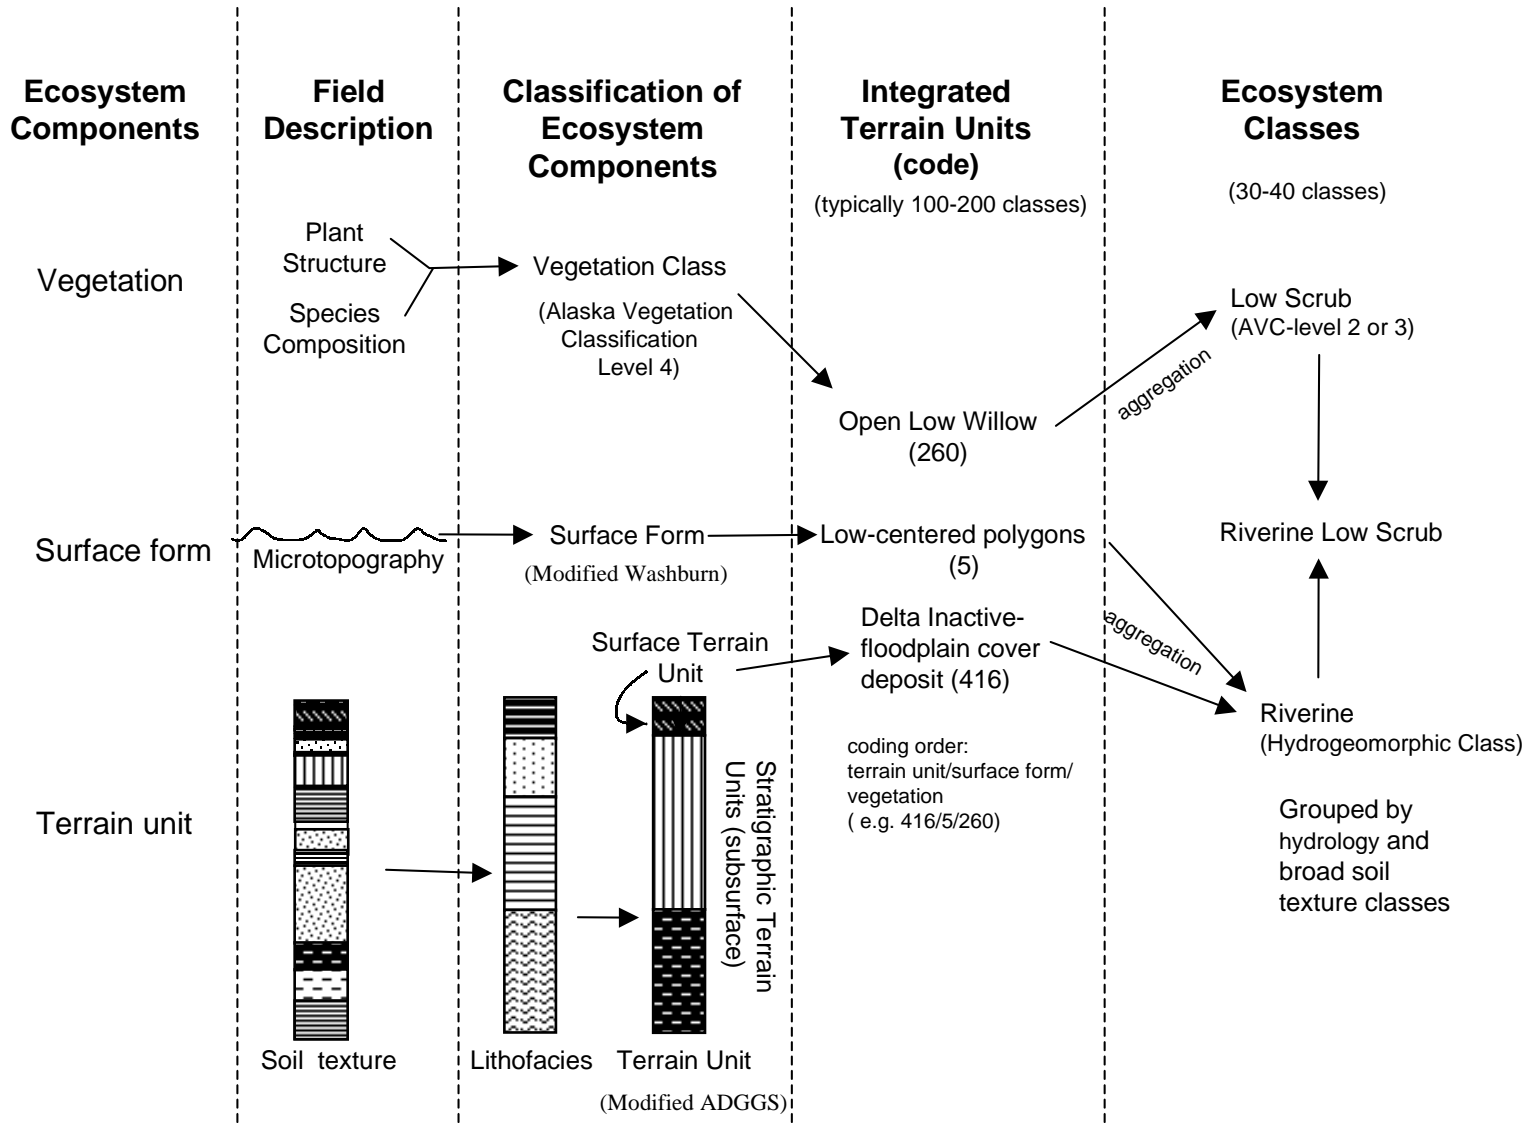 Ecosystem
Components
Field
Description
Classification of
Ecosystem
Components
Integrated
Terrain Units
(code)
(typically 100-200 classes)
Ecosystem
Classes
(30-40 classes)
Vegetation
Plant
Structure
Species
Composition
Vegetation Class
(Alaska Vegetation
Classification
Level 4)
Open Low Willow
(260)
aggregation
Low Scrub
(AVC-level 2 or 3)
Surface form
Microtopography
Surface Form
(Modified Washburn)
Low-centered polygons
(5)
Riverine Low Scrub
Terrain unit
Soil texture
Lithofacies
Surface Terrain
Unit
Stratigraphic Terrain
Units (subsurface)
Terrain Unit
(Modified ADGGS)
Delta Inactive-
floodplain cover
deposit (416)
coding order:
terrain unit/surface form/
vegetation
( e.g. 416/5/260)
aggregation
Riverine
(Hydrogeomorphic Class)
Grouped by
hydrology and
broad soil
texture classes